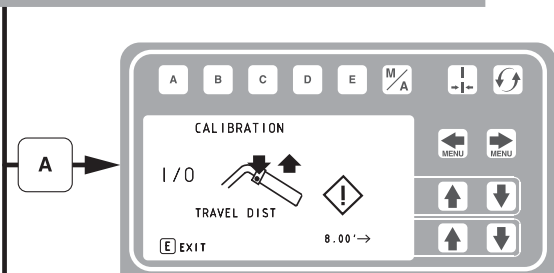 A B C D E M/A
MENU MENU
A
CALIBRATION
I/O
!
TRAVEL DIST
8.00'→
E EXIT